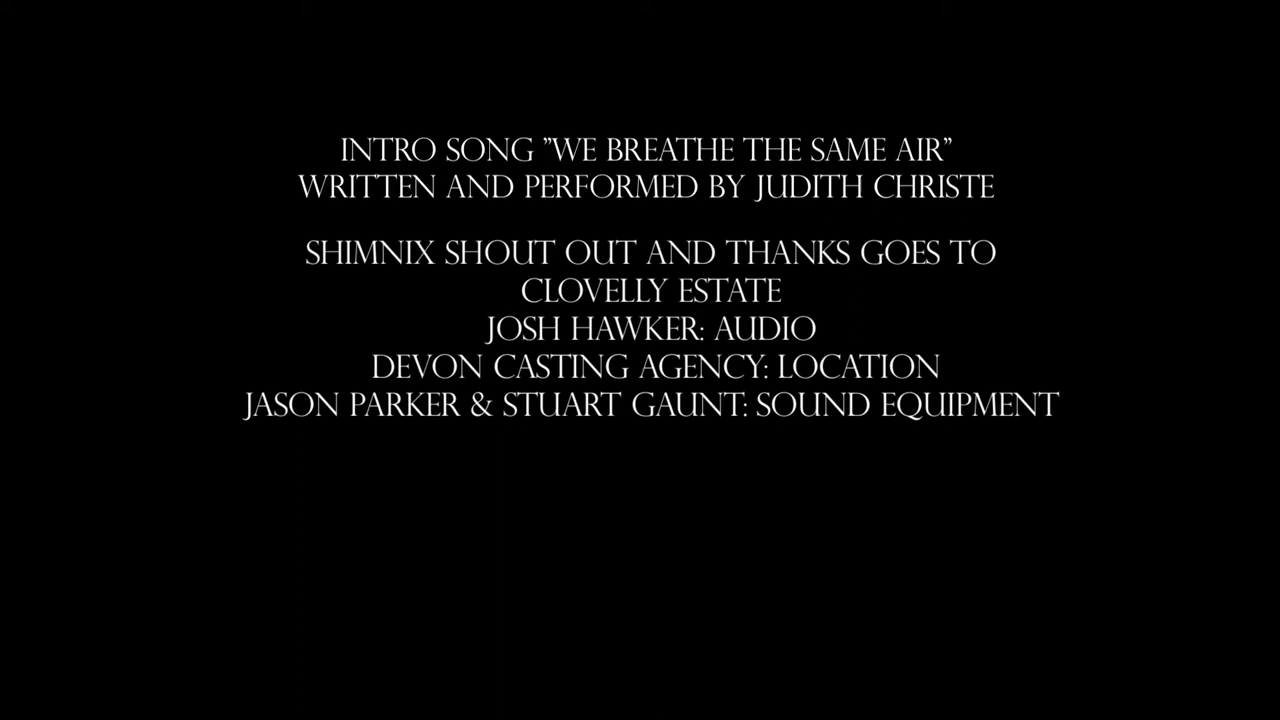 INTRO SONG "WE BREATHE THE SAME AIR"
WRITTEN AND PERFORMED BY JUDITH CHRISTE
SHIMNIX SHOUT OUT AND THANKS GOES TO
CLOVELLY ESTATE
JOSH HAWKER: AUDIO
DEVON CASTING AGENCY: LOCATION
JASON PARKER & STUART GAUNT: SOUND EQUIPMENT